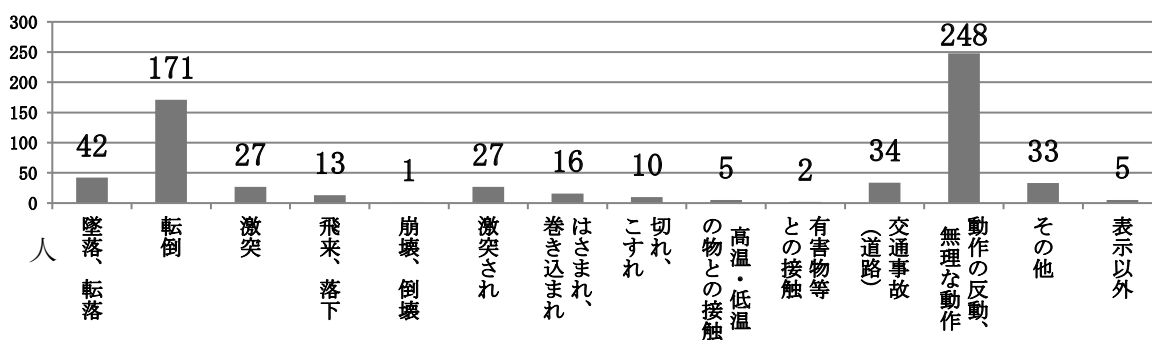 300
250
200
150
100
50
0
人
42
171
27
13
1
27
16
10
5
2
34
248
33
5
墜落、転落
転倒
激突
飛来、落下
崩壊、倒壊
激突され
はさまれ、
巻き込まれ
切れ、
こすれ
高温・低温
の物との接触
有害物等
との接触
交通事故
（道路）
動作の反動、
無理な動作
その他
表示以外